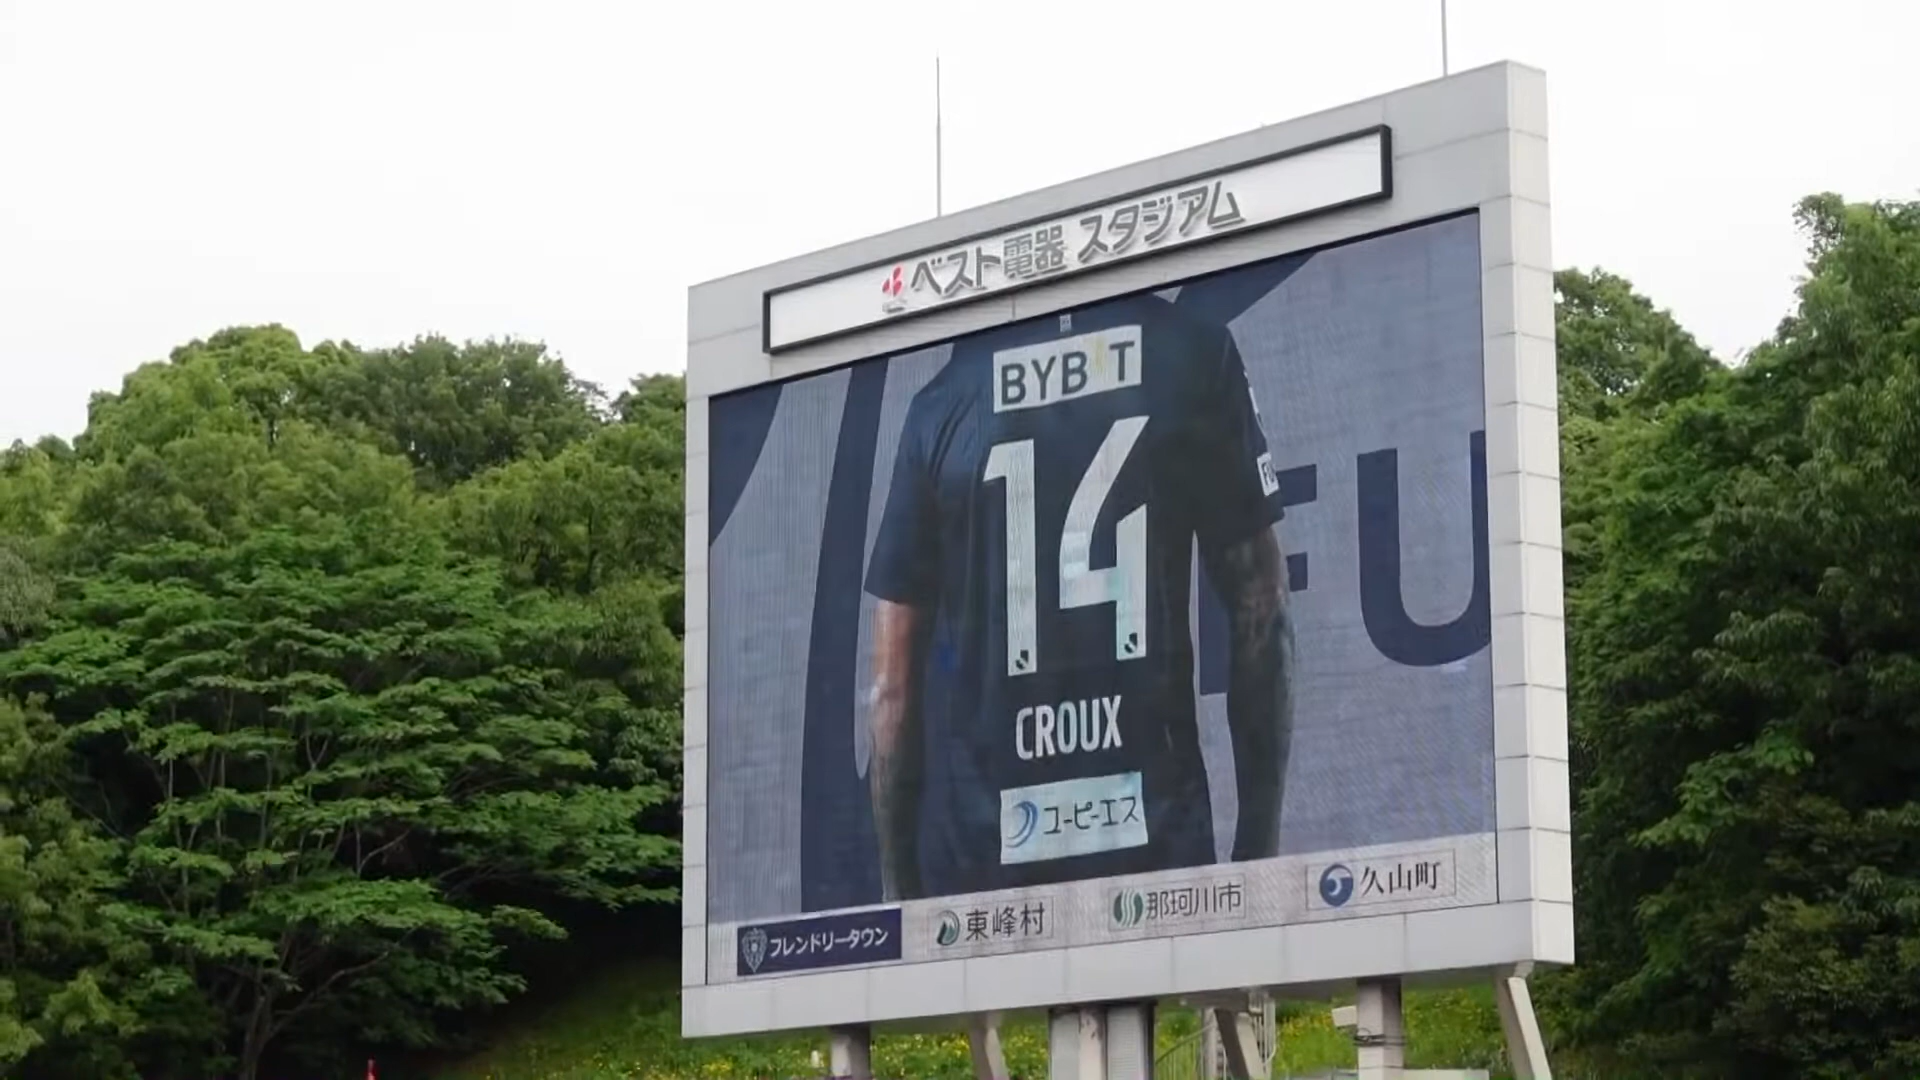 ベスト電器 スタジアム
BYBIT
14
CROUX
ユーピーエス
FU
フレンドリータウン
東峰村
那珂川市
久山町